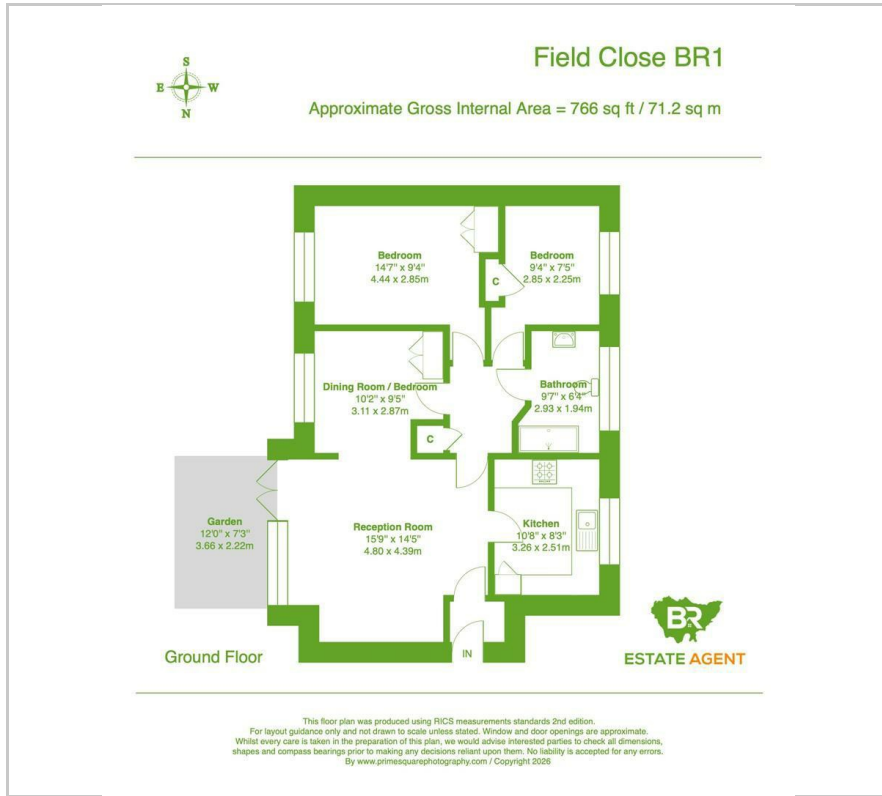 Field Close BR1
S
E W
N
Approximate Gross Internal Area = 766 sq ft / 71.2 sq m
Bedroom
14'7" x 9'4"
4.44 x 2.85m
Bedroom
9'4" x 7'5"
2.85 x 2.25m
C
Dining Room / Bedroom
10'2" x 9'5"
3.11 x 2.87m
Bathroom
9'7" x 6'4"
2.93 x 1.94m
C
Garden
12'0" x 7'3"
3.66 x 2.22m
Reception Room
15'9" x 14'5"
4.80 x 4.39m
Kitchen
10'8" x 8'3"
3.26 x 2.51m
IN
Ground Floor
BR
ESTATE AGENT
This floor plan was produced using RICS measurements standards 2nd edition.
For layout guidance only and not drawn to scale unless stated. Window and door openings are approximate.
Whilst every care is taken in the preparation of this plan, we would advise interested parties to check all dimensions,
shapes and compass bearings prior to making any decisions reliant upon them. No liability is accepted for any errors.
By www.primesquarephotography.com / Copyright 2026